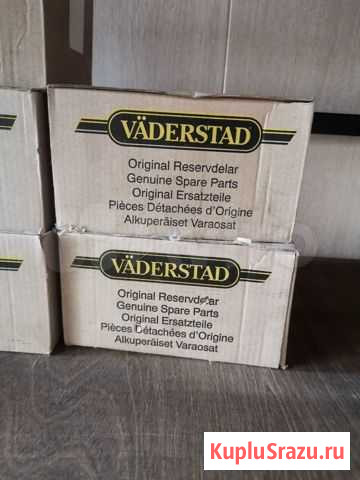 VÄDERSTAD
Original Reservdelar
Genuine Spare Parts
Original Ersatzteile
Pièces Détachées d'Origine
Alkuperäiset Varaosat
VÄDERSTAD
Original Reservdelar
Genuine Spare Parts
Original Ersatzteile
Pièces Détachées d'Origine
Alkuperäiset Varaosat
KupluSrazu.ru